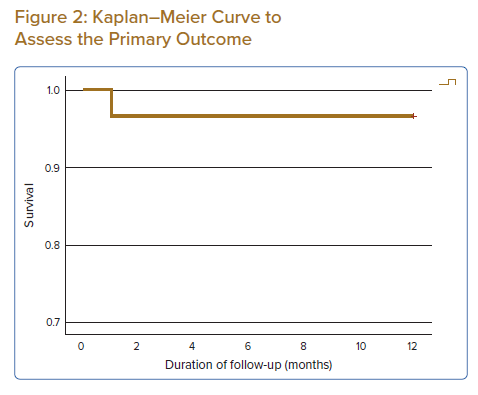 Figure 2: Kaplan–Meier Curve to
Assess the Primary Outcome
1.0
0.9
0.8
0.7
Survival
0 2 4 6 8 10 12
Duration of follow-up (months)